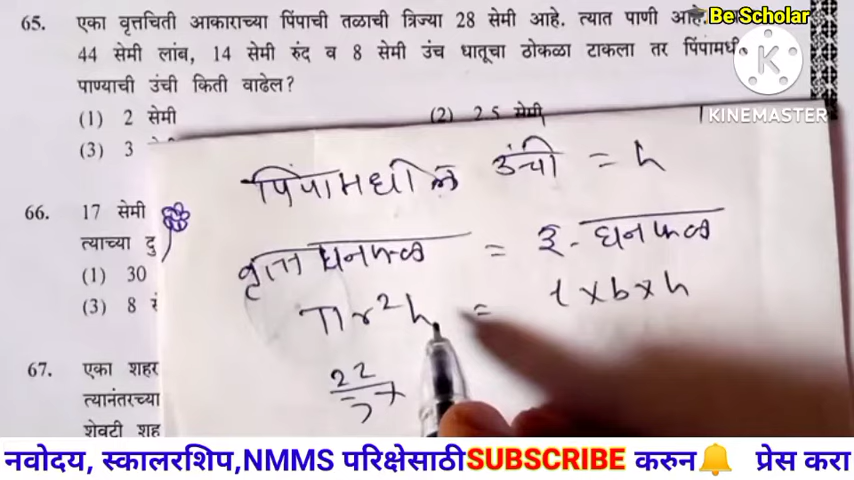 Be Scholar
65. एका वृत्तचिती आकाराच्या पिंपाची तळाची त्रिज्या 28 सेमी आहे. त्यात पाणी आहे.
44 सेमी लांब, 14 सेमी रुंद व 8 सेमी उंच धातूचा ठोकळा टाकला तर पिंपामधी
पाण्याची उंची किती वाढेल?
KINEMASTER
(1) 2 सेमी (2) 2.5 सेमी
(3) 3
पिंपामधील उंची = h
66. 17 सेमी
त्याच्या दु
वृत्त घनफळ = इ. घनफळ
(1) 30
(3) 8
πr²h = l×b×h
22
7 ×
67. एका शहर
त्यानंतरच्या
शेवटी शह
नवोदय, स्कालरशिप,NMMS परिक्षेसाठी SUBSCRIBE करुन🔔 प्रेस करा